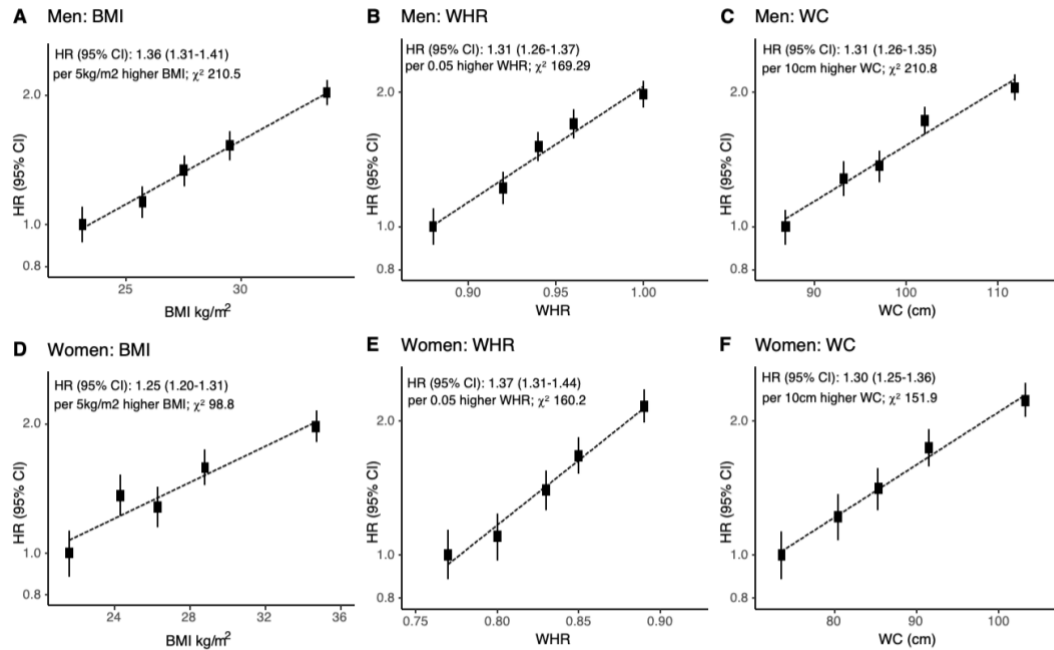 A Men: BMI
HR (95% CI): 1.36 (1.31-1.41)
per 5kg/m2 higher BMI; χ² 210.5
HR (95% CI)
2.0
1.0
0.8
25 30
BMI kg/m²
B Men: WHR
HR (95% CI): 1.31 (1.26-1.37)
per 0.05 higher WHR; χ² 169.29
HR (95% CI)
2.0
1.0
0.8
0.90 0.95 1.00
WHR
C Men: WC
HR (95% CI): 1.31 (1.26-1.35)
per 10cm higher WC; χ² 210.8
HR (95% CI)
2.0
1.0
0.8
90 100 110
WC (cm)
D Women: BMI
HR (95% CI): 1.25 (1.20-1.31)
per 5kg/m2 higher BMI; χ² 98.8
HR (95% CI)
2.0
1.0
0.8
24 28 32 36
BMI kg/m²
E Women: WHR
HR (95% CI): 1.37 (1.31-1.44)
per 0.05 higher WHR; χ² 160.2
HR (95% CI)
2.0
1.0
0.8
0.75 0.80 0.85 0.90
WHR
F Women: WC
HR (95% CI): 1.30 (1.25-1.36)
per 10cm higher WC; χ² 151.9
HR (95% CI)
2.0
1.0
0.8
80 90 100
WC (cm)